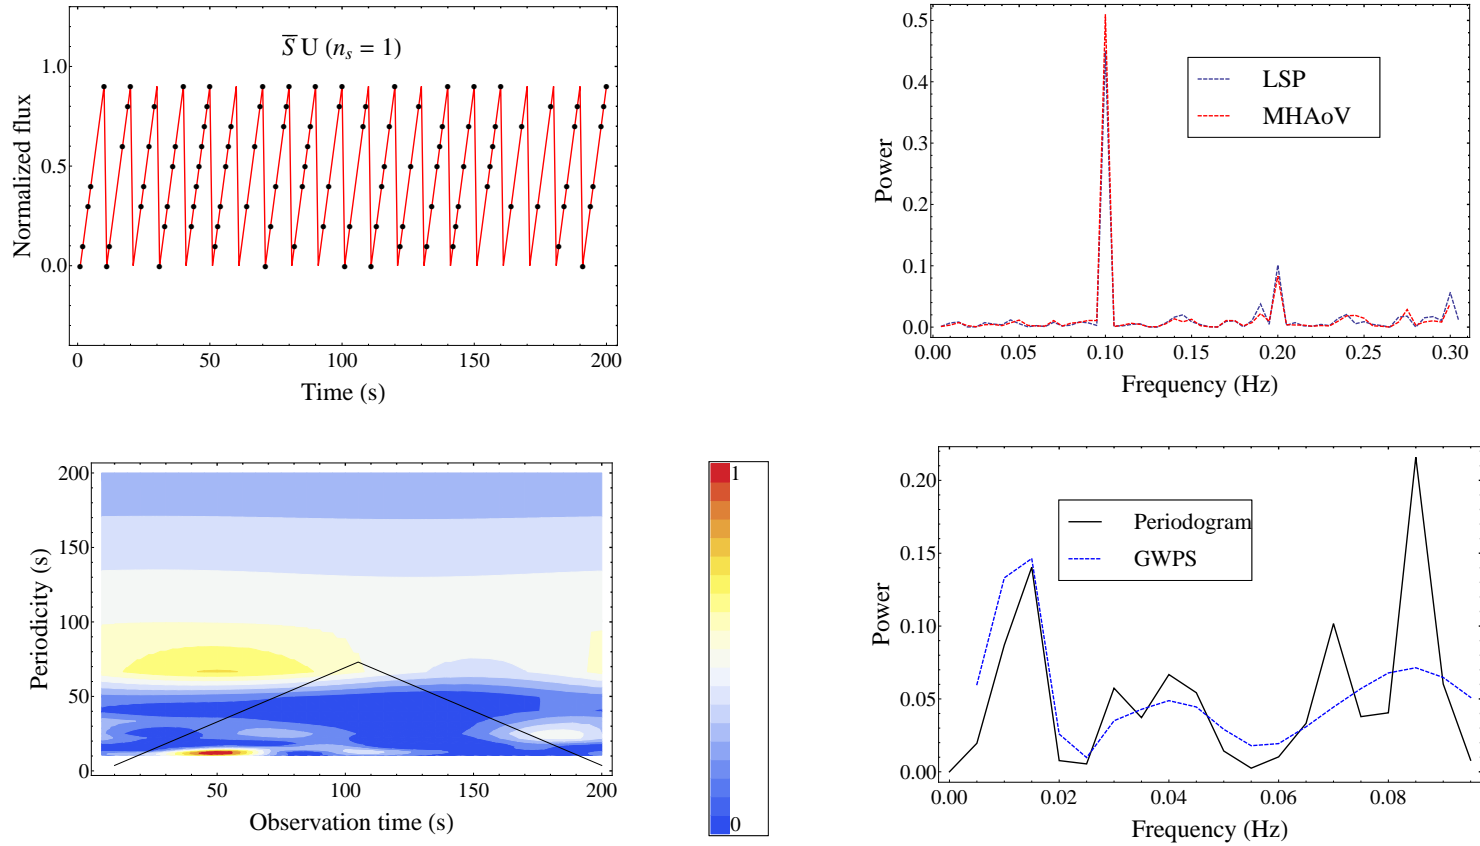 S̅ U (n_s = 1)
Normalized flux
1.0
0.5
0.0
0 50 100 150 200
Time (s)
LSP
MHAoV
Power
0.5
0.4
0.3
0.2
0.1
0.0
0.00 0.05 0.10 0.15 0.20 0.25 0.30
Frequency (Hz)
Periodicity (s)
200
150
100
50
0
50 100 150 200
Observation time (s)
1
0
Periodogram
GWPS
Power
0.20
0.15
0.10
0.05
0.00
0.00 0.02 0.04 0.06 0.08
Frequency (Hz)